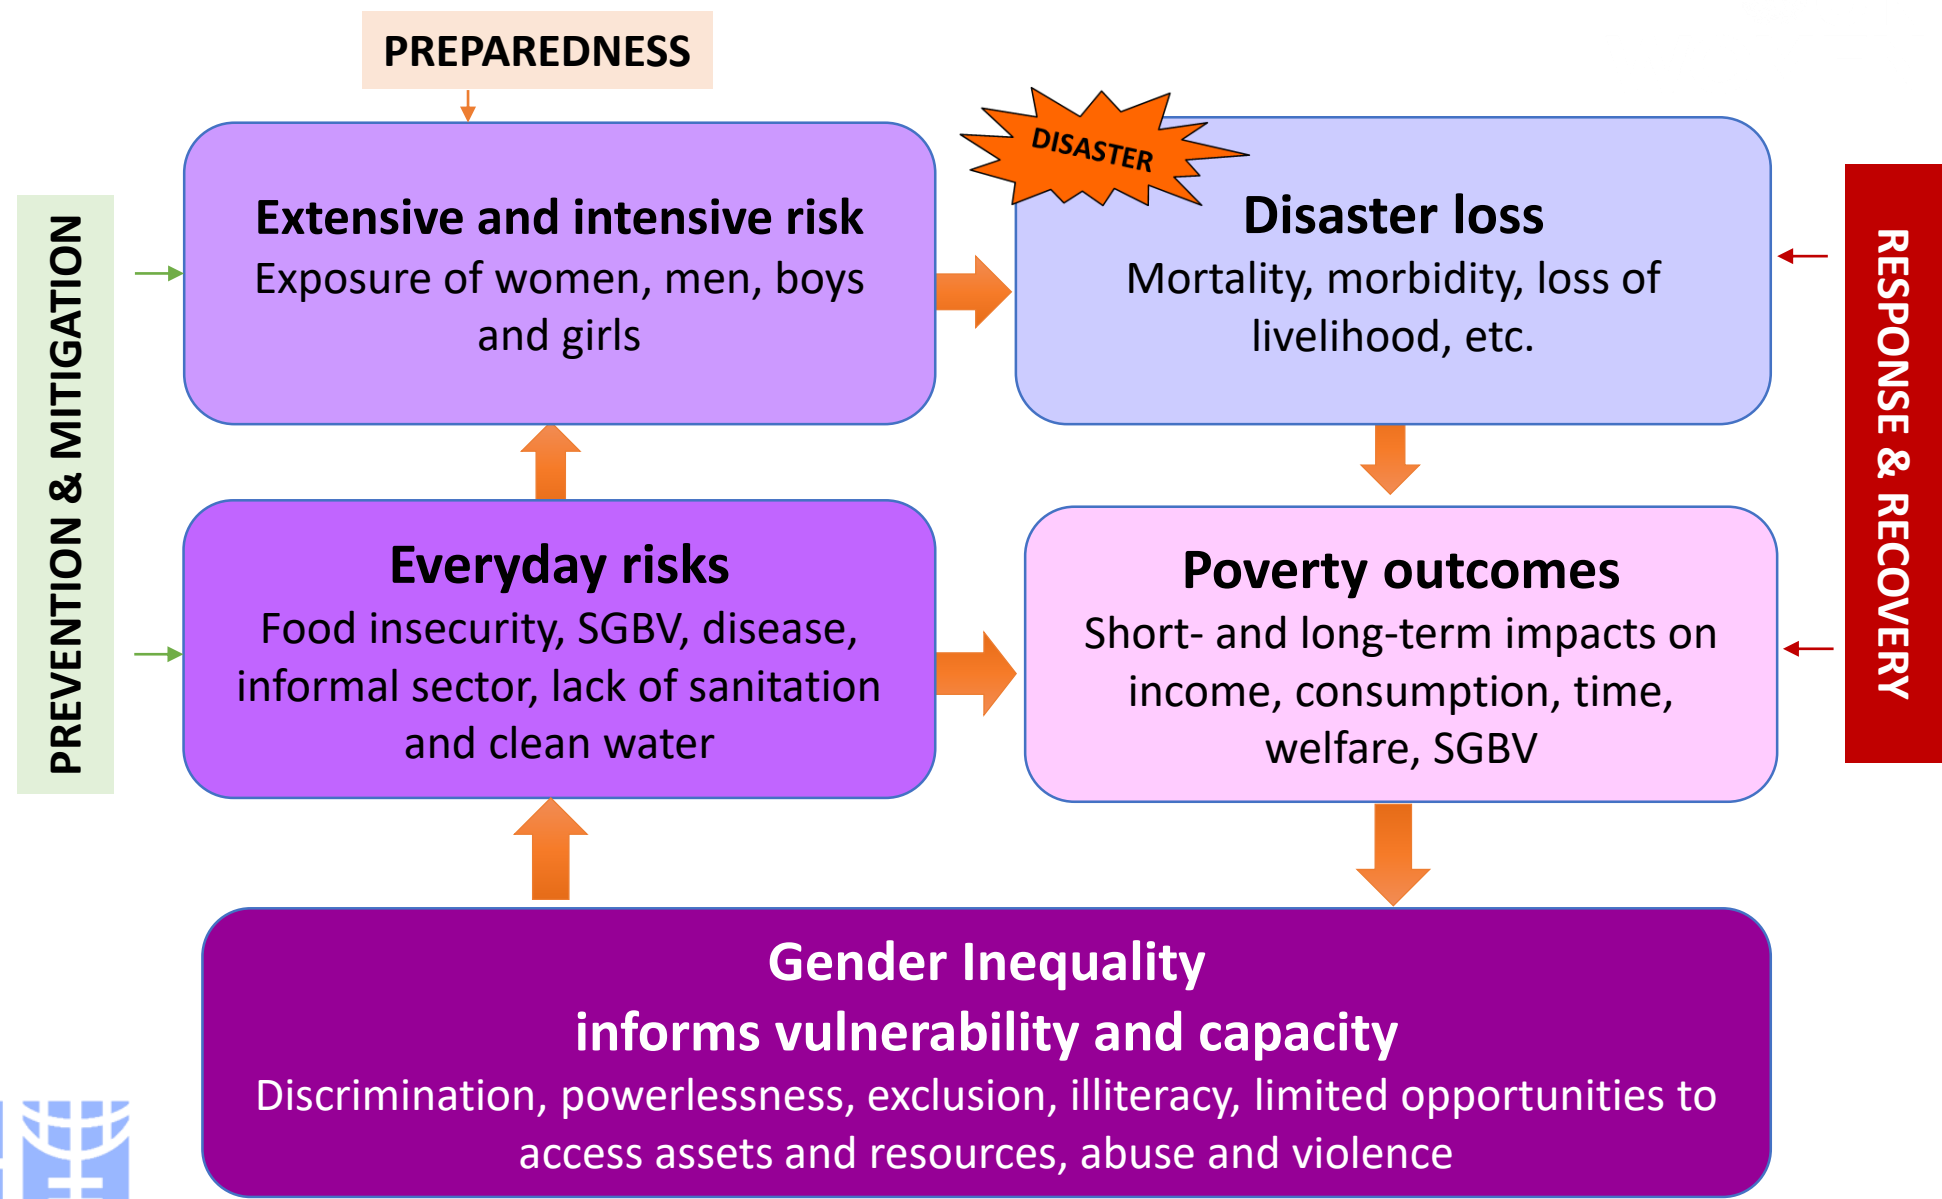 PREPAREDNESS
DISASTER
Extensive and intensive risk
Exposure of women, men, boys
and girls
Disaster loss
Mortality, morbidity, loss of
livelihood, etc.
PREVENTION & MITIGATION
RESPONSE & RECOVERY
Everyday risks
Food insecurity, SGBV, disease,
informal sector, lack of sanitation
and clean water
Poverty outcomes
Short- and long-term impacts on
income, consumption, time,
welfare, SGBV
Gender Inequality
informs vulnerability and capacity
Discrimination, powerlessness, exclusion, illiteracy, limited opportunities to
access assets and resources, abuse and violence